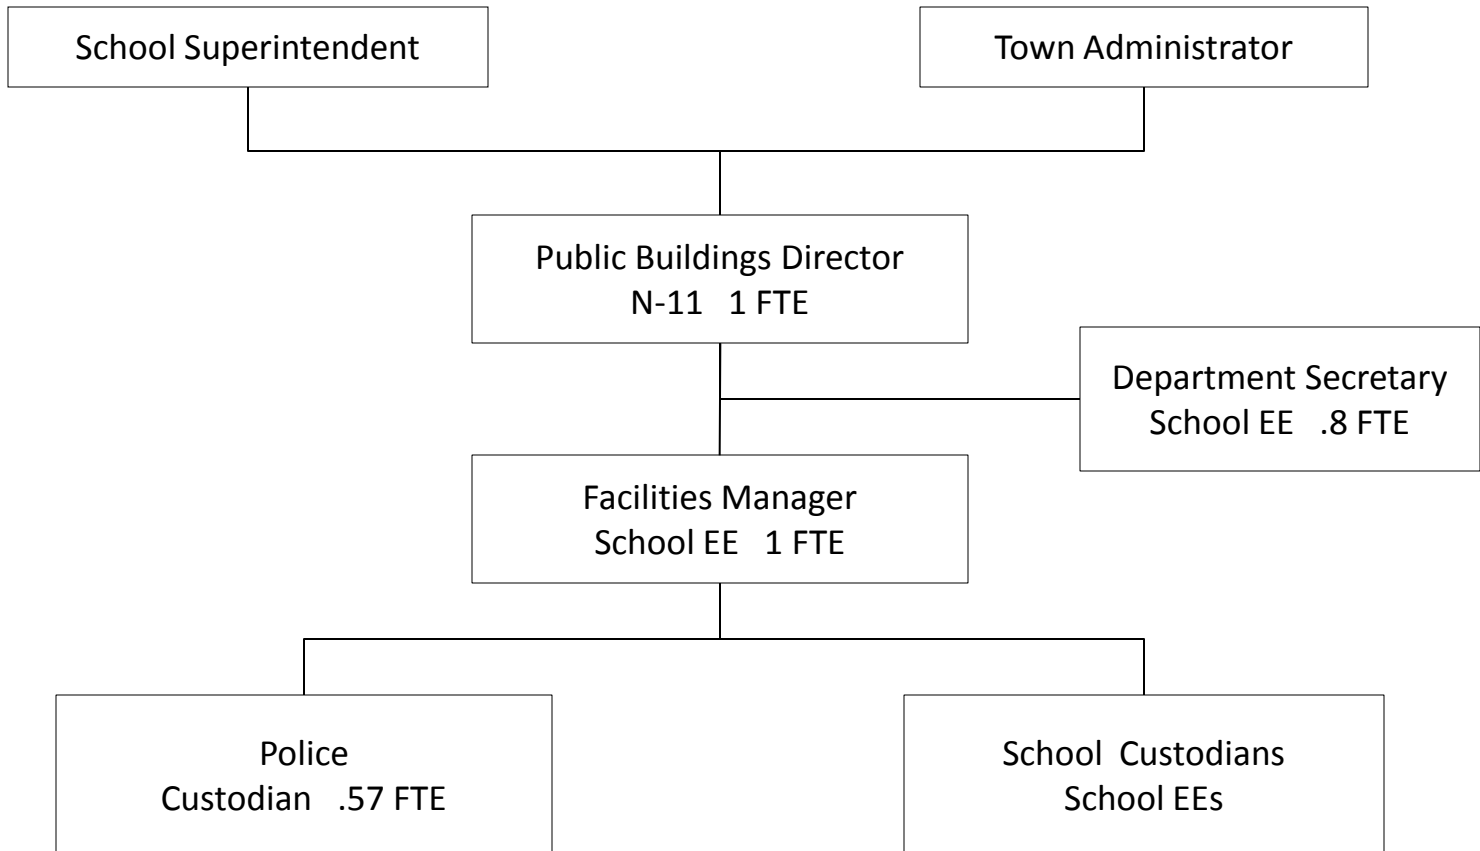 School Superintendent
Town Administrator
Public Buildings Director
N-11   1 FTE
Department Secretary
School EE   .8 FTE
Facilities Manager
School EE   1 FTE
Police
Custodian   .57 FTE
School  Custodians
School EEs